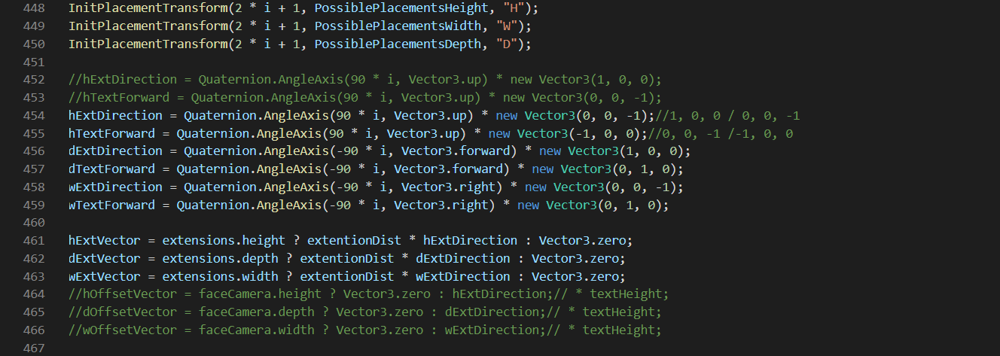 448 InitPlacementTransform(2 * i + 1, PossiblePlacementsHeight, "H");
449 InitPlacementTransform(2 * i + 1, PossiblePlacementsWidth, "W");
450 InitPlacementTransform(2 * i + 1, PossiblePlacementsDepth, "D");
451
452 //hExtDirection = Quaternion.AngleAxis(90 * i, Vector3.up) * new Vector3(1, 0, 0);
453 //hTextForward = Quaternion.AngleAxis(90 * i, Vector3.up) * new Vector3(0, 0, -1);
454 hExtDirection = Quaternion.AngleAxis(90 * i, Vector3.up) * new Vector3(0, 0, -1);//1, 0, 0 / 0, 0, -1
455 hTextForward = Quaternion.AngleAxis(90 * i, Vector3.up) * new Vector3(-1, 0, 0);//0, 0, -1 /-1, 0, 0
456 dExtDirection = Quaternion.AngleAxis(-90 * i, Vector3.forward) * new Vector3(1, 0, 0);
457 dTextForward = Quaternion.AngleAxis(-90 * i, Vector3.forward) * new Vector3(0, 1, 0);
458 wExtDirection = Quaternion.AngleAxis(-90 * i, Vector3.right) * new Vector3(0, 0, -1);
459 wTextForward = Quaternion.AngleAxis(-90 * i, Vector3.right) * new Vector3(0, 1, 0);
460
461 hExtVector = extensions.height ? extentionDist * hExtDirection : Vector3.zero;
462 dExtVector = extensions.depth ? extentionDist * dExtDirection : Vector3.zero;
463 wExtVector = extensions.width ? extentionDist * wExtDirection : Vector3.zero;
464 //hOffsetVector = faceCamera.height ? Vector3.zero : hExtDirection;// * textHeight;
465 //dOffsetVector = faceCamera.depth ? Vector3.zero : dExtDirection;// * textHeight;
466 //wOffsetVector = faceCamera.width ? Vector3.zero : wExtDirection;// * textHeight;
467